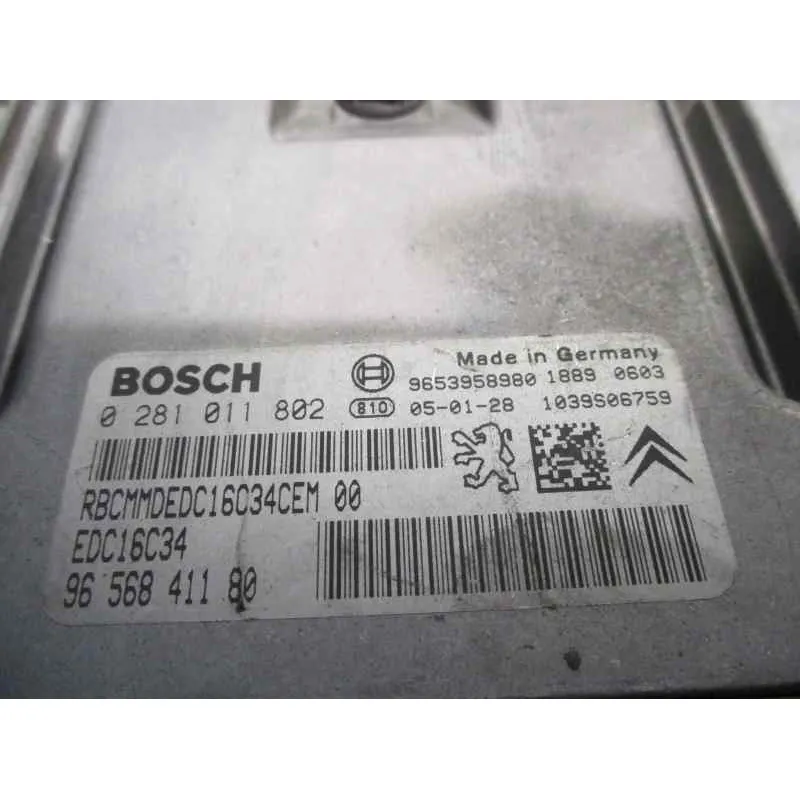 BOSCH
Made in Germany
9653958980 1889 0603
0 281 011 802
810 05-01-28 1039S06759
RBCMMDEDC16C34CEM 00
EDC16C34
96 568 411 80